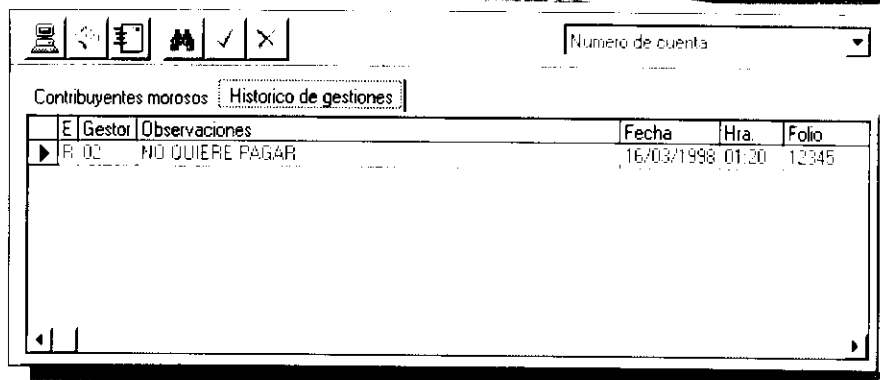 Numero de cuenta
Contribuyentes morosos Historico de gestiones
E Gestor Observaciones Fecha Hra. Folio
R 02 NO QUIERE PAGAR 16/03/1998 01:20 12345